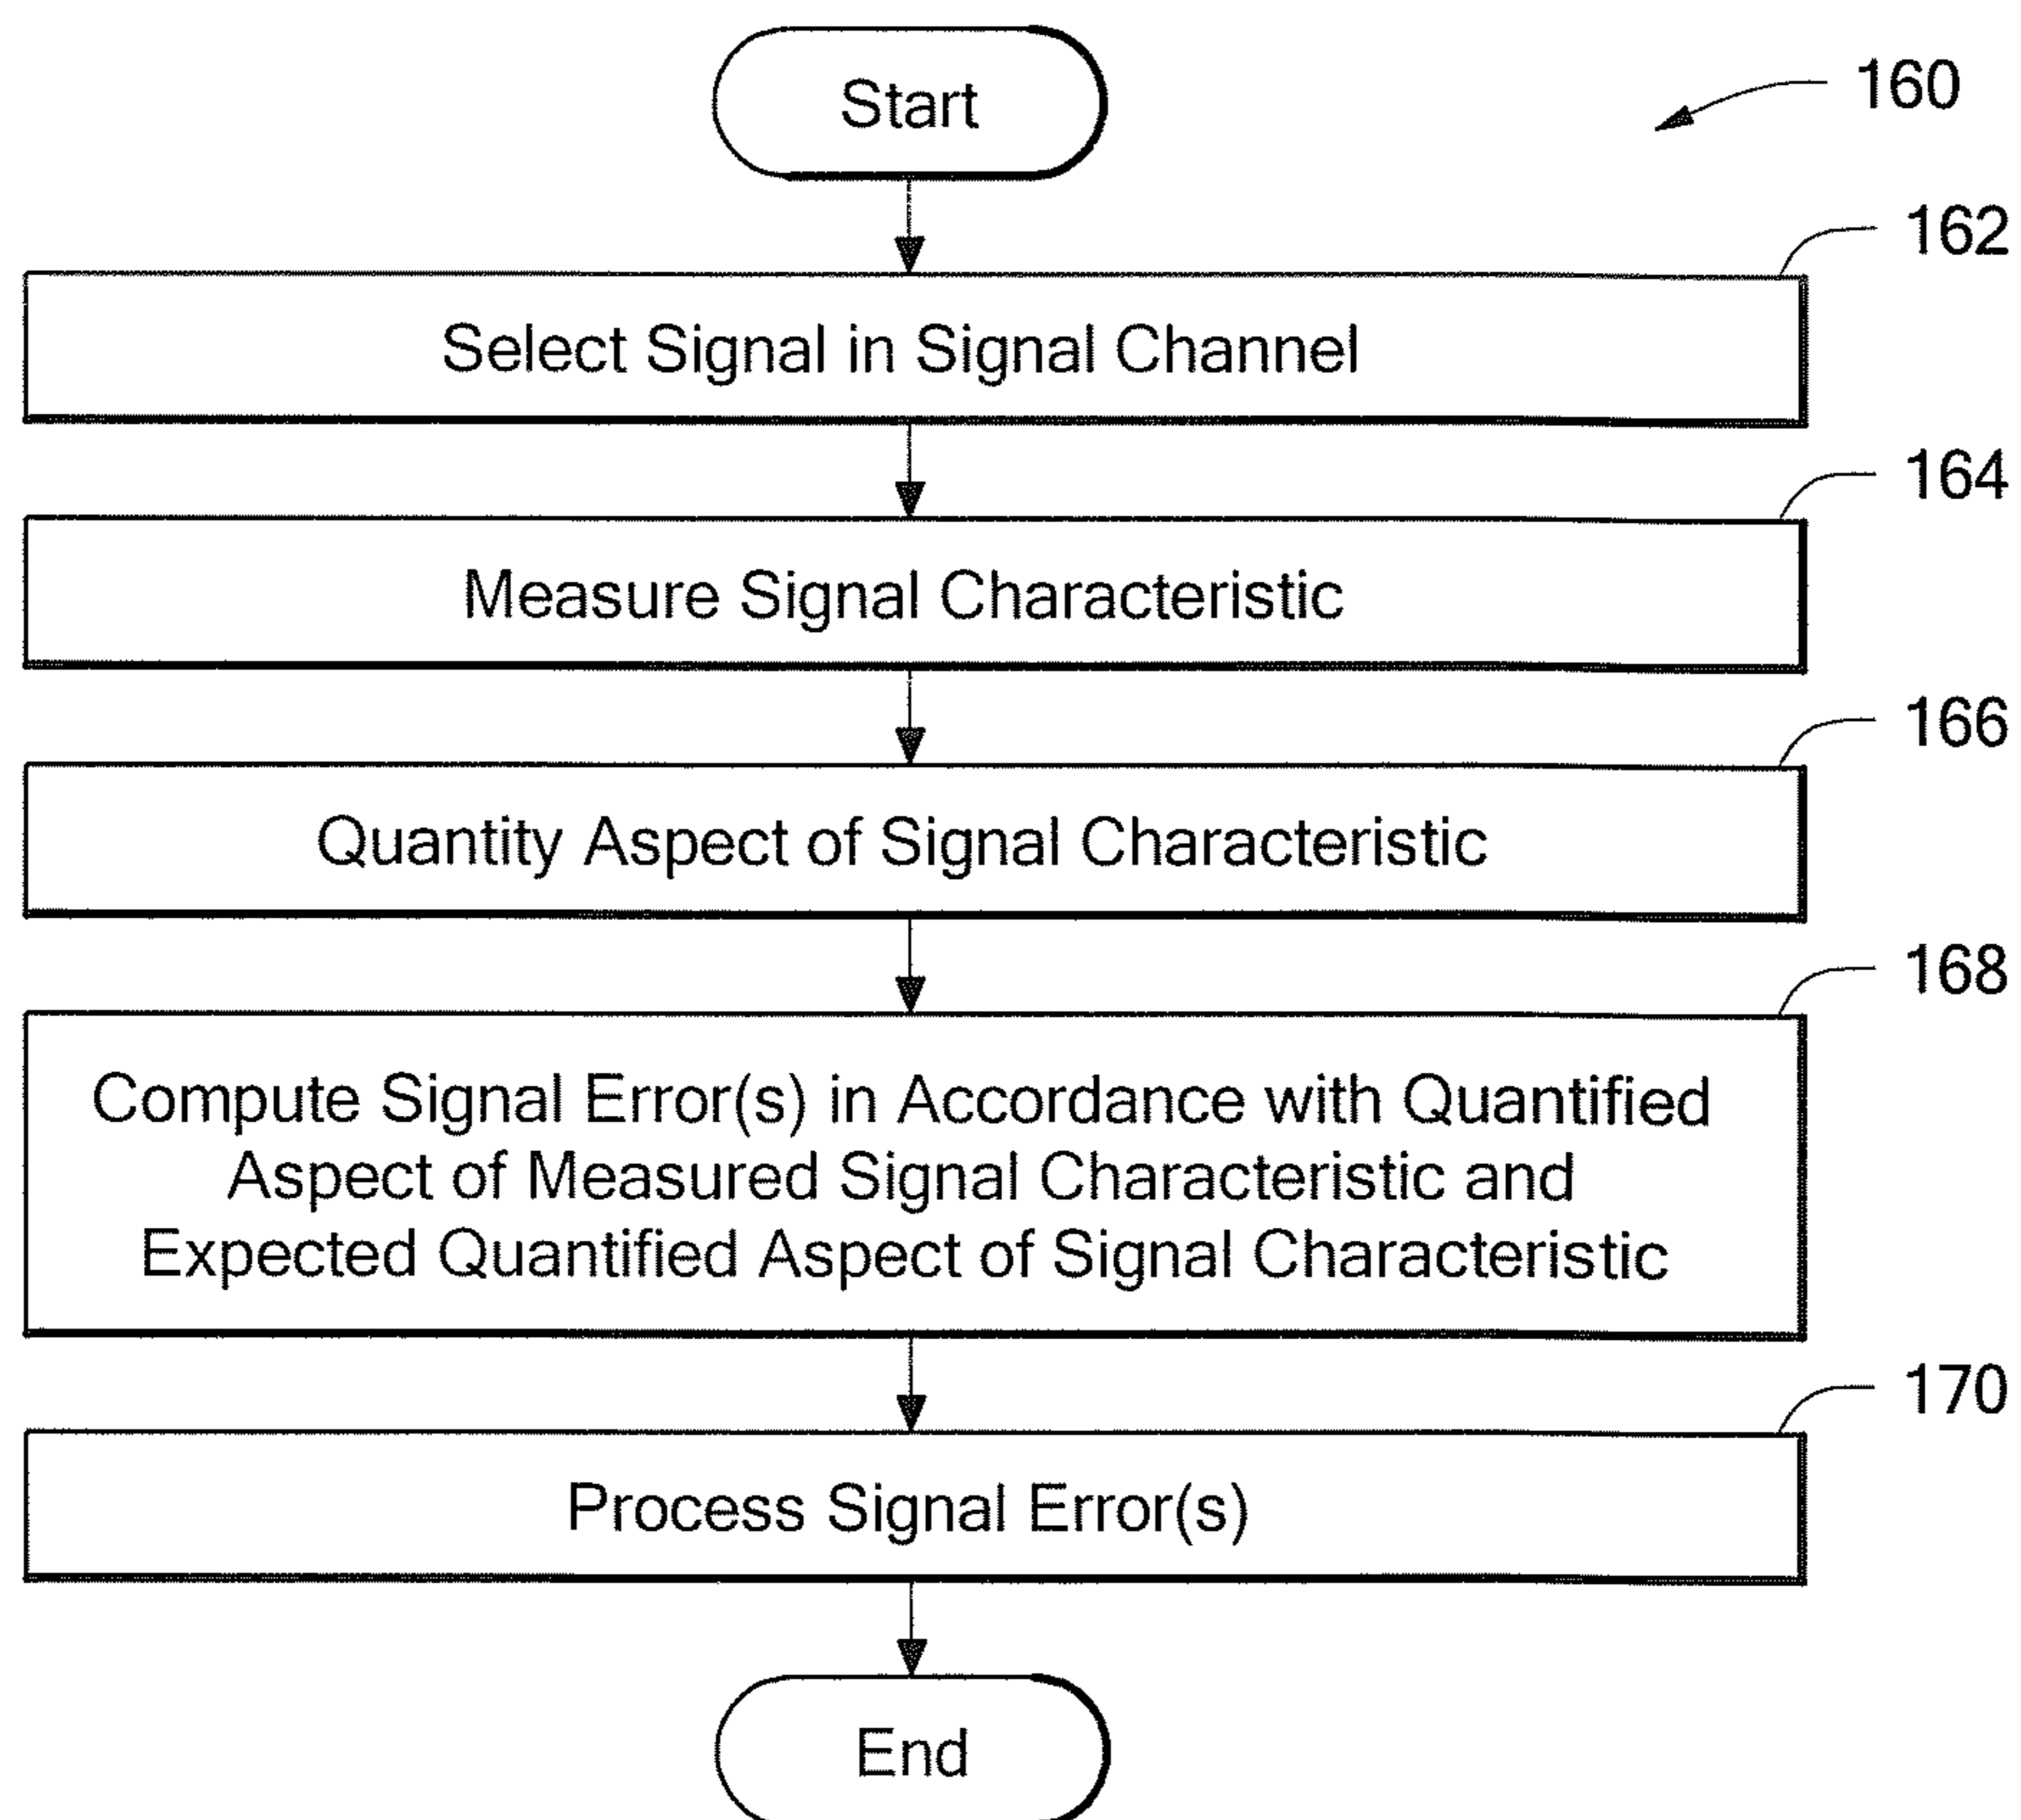 Start
160
162
Select Signal in Signal Channel
164
Measure Signal Characteristic
166
Quantity Aspect of Signal Characteristic
168
Compute Signal Error(s) in Accordance with Quantified
Aspect of Measured Signal Characteristic and
Expected Quantified Aspect of Signal Characteristic
170
Process Signal Error(s)
End